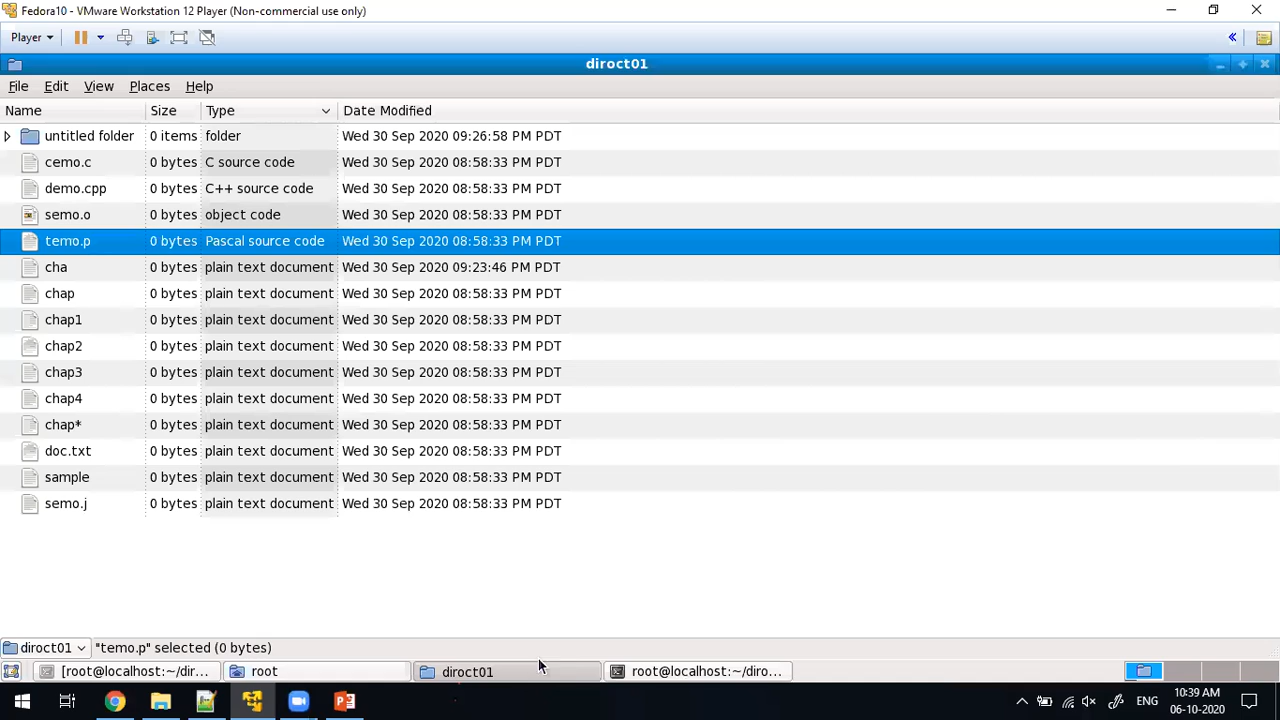 Fedora10 - VMware Workstation 12 Player (Non-commercial use only)
Player
diroct01
File Edit View Places Help
Name Size Type Date Modified
untitled folder 0 items folder Wed 30 Sep 2020 09:26:58 PM PDT
cemo.c 0 bytes C source code Wed 30 Sep 2020 08:58:33 PM PDT
demo.cpp 0 bytes C++ source code Wed 30 Sep 2020 08:58:33 PM PDT
semo.o 0 bytes object code Wed 30 Sep 2020 08:58:33 PM PDT
temo.p 0 bytes Pascal source code Wed 30 Sep 2020 08:58:33 PM PDT
cha 0 bytes plain text document Wed 30 Sep 2020 09:23:46 PM PDT
chap 0 bytes plain text document Wed 30 Sep 2020 08:58:33 PM PDT
chap1 0 bytes plain text document Wed 30 Sep 2020 08:58:33 PM PDT
chap2 0 bytes plain text document Wed 30 Sep 2020 08:58:33 PM PDT
chap3 0 bytes plain text document Wed 30 Sep 2020 08:58:33 PM PDT
chap4 0 bytes plain text document Wed 30 Sep 2020 08:58:33 PM PDT
chap* 0 bytes plain text document Wed 30 Sep 2020 08:58:33 PM PDT
doc.txt 0 bytes plain text document Wed 30 Sep 2020 08:58:33 PM PDT
sample 0 bytes plain text document Wed 30 Sep 2020 08:58:33 PM PDT
semo.j 0 bytes plain text document Wed 30 Sep 2020 08:58:33 PM PDT
diroct01 "temo.p" selected (0 bytes)
[root@localhost:~/dir... root diroct01 root@localhost:~/diro...
ENG 10:39 AM
06-10-2020